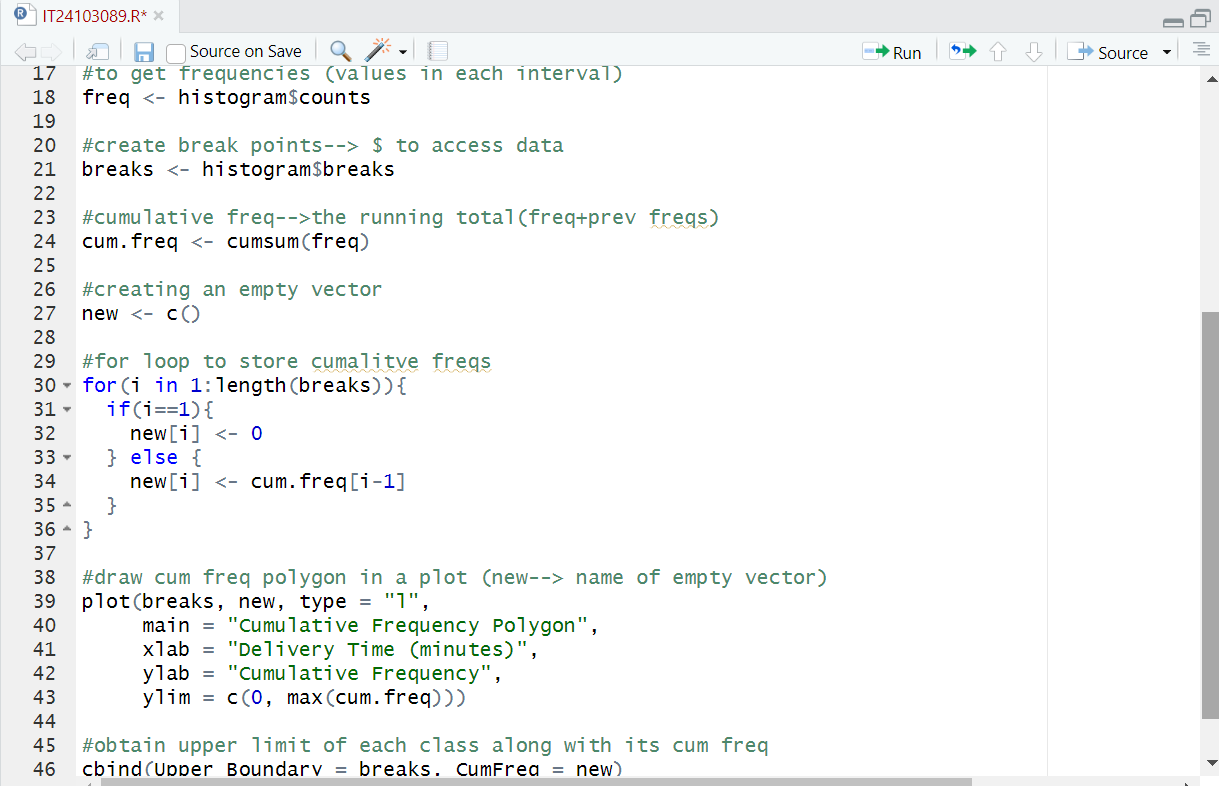 IT24103089.R*
Source on Save
Run
Source
17 #to get frequencies (values in each interval)
18 freq <- histogram$counts
19
20 #create break points--> $ to access data
21 breaks <- histogram$breaks
22
23 #cumulative freq-->the running total(freq+prev freqs)
24 cum.freq <- cumsum(freq)
25
26 #creating an empty vector
27 new <- c()
28
29 #for loop to store cumalitve freqs
30 for(i in 1:length(breaks)){
31   if(i==1){
32     new[i] <- 0
33   } else {
34     new[i] <- cum.freq[i-1]
35   }
36 }
37
38 #draw cum freq polygon in a plot (new--> name of empty vector)
39 plot(breaks, new, type = "l",
40      main = "Cumulative Frequency Polygon",
41      xlab = "Delivery Time (minutes)",
42      ylab = "Cumulative Frequency",
43      ylim = c(0, max(cum.freq)))
44
45 #obtain upper limit of each class along with its cum freq
46 cbind(Upper_Boundary = breaks, CumFreq = new)